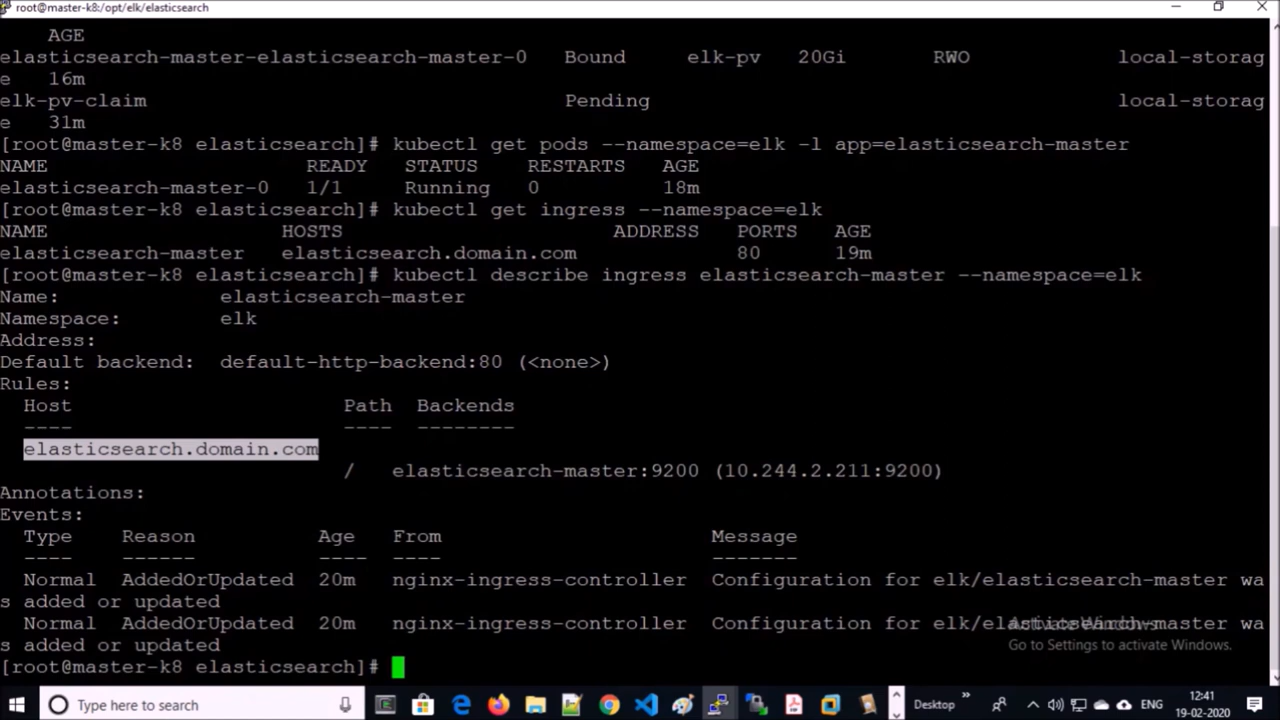 root@master-k8:/opt/elk/elasticsearch
AGE
elasticsearch-master-elasticsearch-master-0 Bound elk-pv 20Gi RWO local-storag
e 16m
elk-pv-claim Pending local-storag
e 31m
[root@master-k8 elasticsearch]# kubectl get pods --namespace=elk -l app=elasticsearch-master
NAME READY STATUS RESTARTS AGE
elasticsearch-master-0 1/1 Running 0 18m
[root@master-k8 elasticsearch]# kubectl get ingress --namespace=elk
NAME HOSTS ADDRESS PORTS AGE
elasticsearch-master elasticsearch.domain.com 80 19m
[root@master-k8 elasticsearch]# kubectl describe ingress elasticsearch-master --namespace=elk
Name: elasticsearch-master
Namespace: elk
Address:
Default backend: default-http-backend:80 (<none>)
Rules:
Host Path Backends
---- ---- --------
elasticsearch.domain.com
/ elasticsearch-master:9200 (10.244.2.211:9200)
Annotations:
Events:
Type Reason Age From Message
---- ------ ---- ---- -------
Normal AddedOrUpdated 20m nginx-ingress-controller Configuration for elk/elasticsearch-master wa
s added or updated
Normal AddedOrUpdated 20m nginx-ingress-controller Configuration for elk/elasticsearch-master wa
s added or updated
Activate Windows
Go to Settings to activate Windows.
[root@master-k8 elasticsearch]#
Type here to search
Desktop
ENG
12:41
19-02-2020